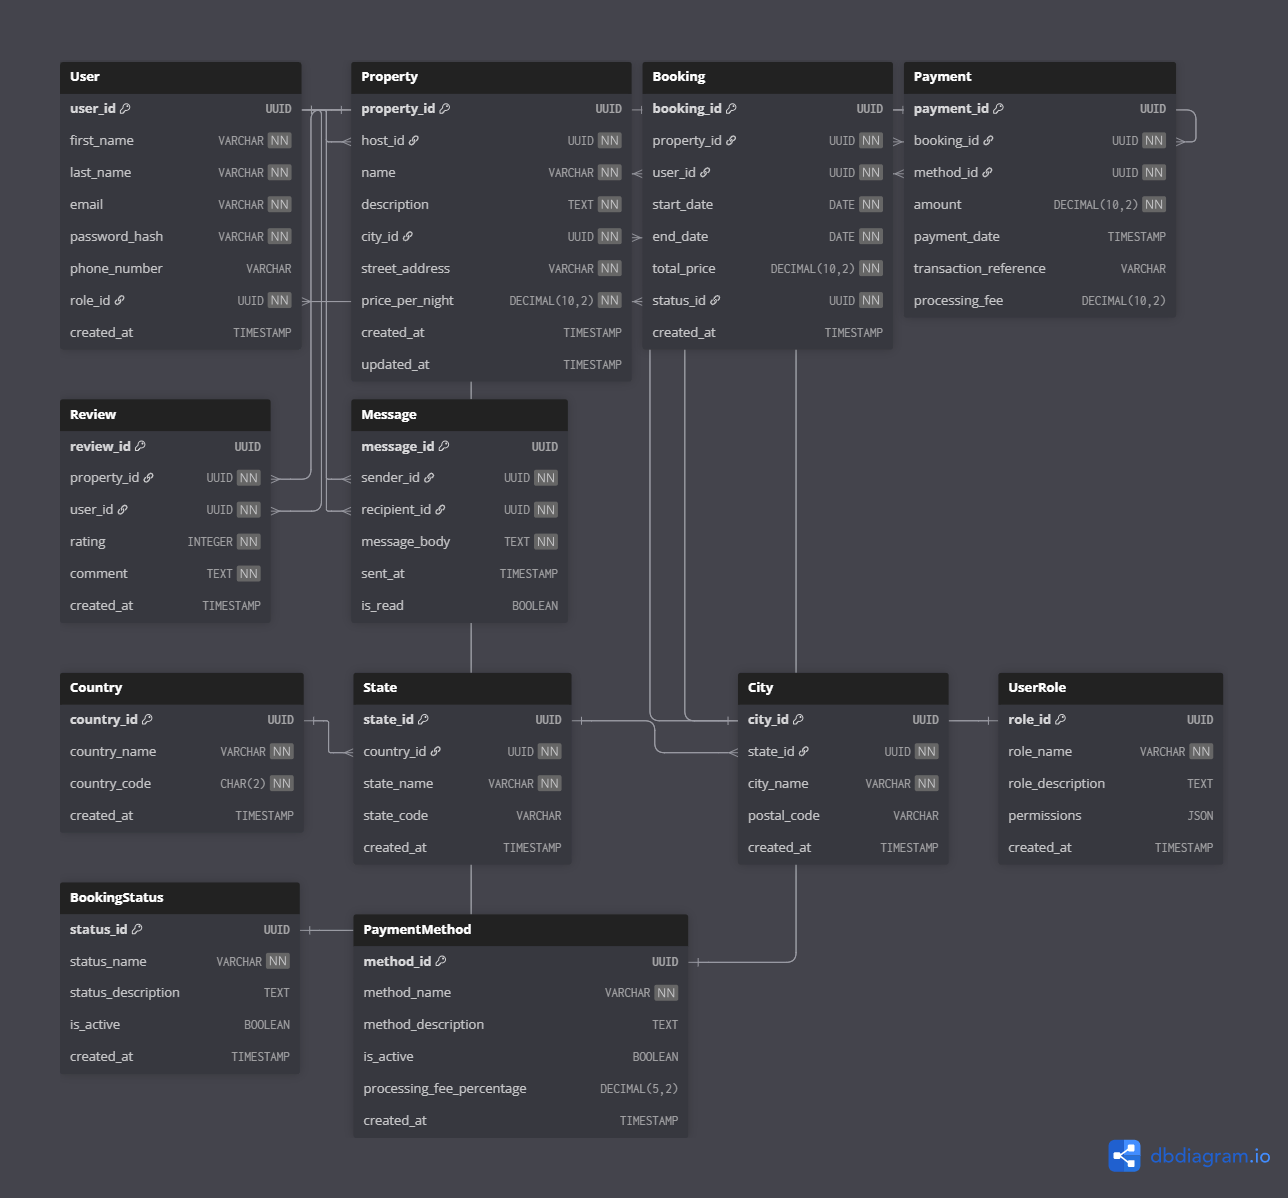 User
user_id UUID
first_name VARCHAR NN
last_name VARCHAR NN
email VARCHAR NN
password_hash VARCHAR NN
phone_number VARCHAR
role_id UUID NN
created_at TIMESTAMP
Property
property_id UUID
host_id UUID NN
name VARCHAR NN
description TEXT NN
city_id UUID NN
street_address VARCHAR NN
price_per_night DECIMAL(10,2) NN
created_at TIMESTAMP
updated_at TIMESTAMP
Booking
booking_id UUID
property_id UUID NN
user_id UUID NN
start_date DATE NN
end_date DATE NN
total_price DECIMAL(10,2) NN
status_id UUID NN
created_at TIMESTAMP
Payment
payment_id UUID
booking_id UUID NN
method_id UUID NN
amount DECIMAL(10,2) NN
payment_date TIMESTAMP
transaction_reference VARCHAR
processing_fee DECIMAL(10,2)
Review
review_id UUID
property_id UUID NN
user_id UUID NN
rating INTEGER NN
comment TEXT NN
created_at TIMESTAMP
Message
message_id UUID
sender_id UUID NN
recipient_id UUID NN
message_body TEXT NN
sent_at TIMESTAMP
is_read BOOLEAN
Country
country_id UUID
country_name VARCHAR NN
country_code CHAR(2) NN
created_at TIMESTAMP
State
state_id UUID
country_id UUID NN
state_name VARCHAR NN
state_code VARCHAR
created_at TIMESTAMP
City
city_id UUID
state_id UUID NN
city_name VARCHAR NN
postal_code VARCHAR
created_at TIMESTAMP
UserRole
role_id UUID
role_name VARCHAR NN
role_description TEXT
permissions JSON
created_at TIMESTAMP
BookingStatus
status_id UUID
status_name VARCHAR NN
status_description TEXT
is_active BOOLEAN
created_at TIMESTAMP
PaymentMethod
method_id UUID
method_name VARCHAR NN
method_description TEXT
is_active BOOLEAN
processing_fee_percentage DECIMAL(5,2)
created_at TIMESTAMP
dbdiagram.io